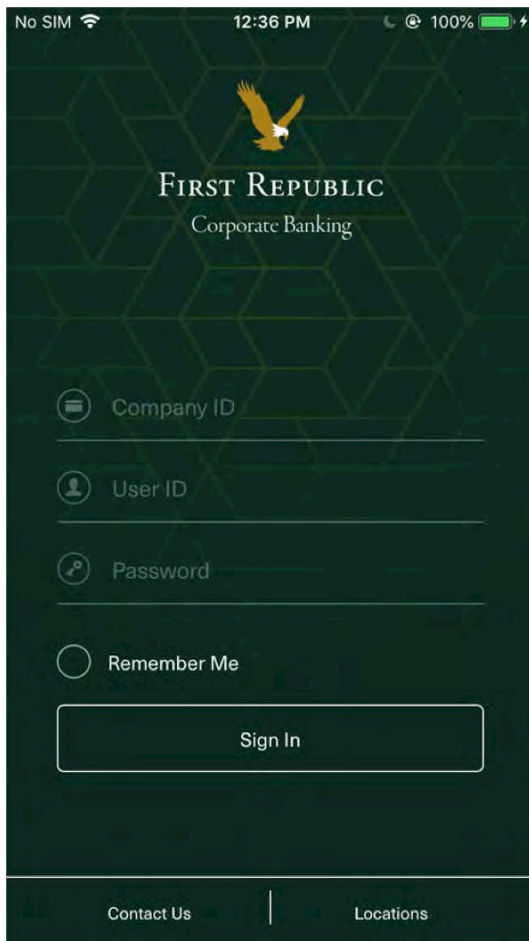 No SIM 12:36 PM 100%
FIRST REPUBLIC
Corporate Banking
Company ID
User ID
Password
Remember Me
Sign In
Contact Us Locations